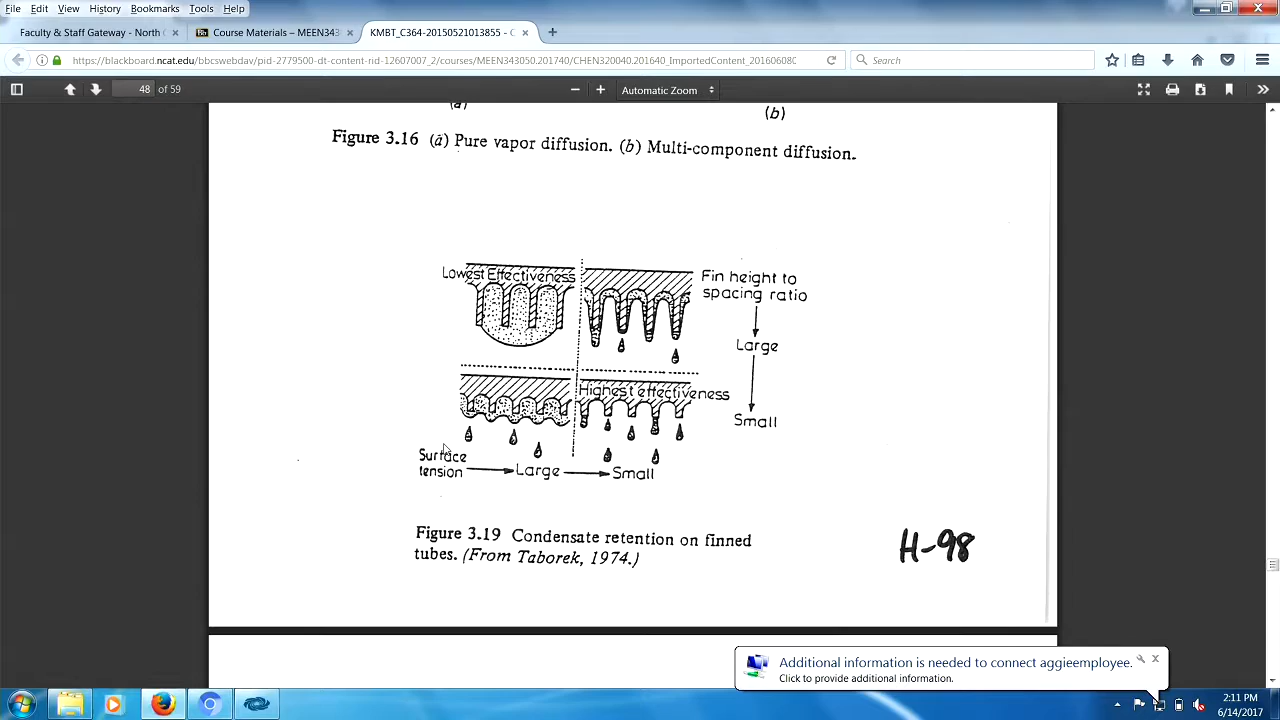 File Edit View History Bookmarks Tools Help
Faculty & Staff Gateway - North
Course Materials – MEEN343
KMBT_C364-20150521013855 - C
https://blackboard.ncat.edu/bbcswebdav/pid-2779500-dt-content-rid-12607007_2/courses/MEEN343050.201740/CHEN320040.201640_ImportedContent_201606080
Search
48 of 59
Automatic Zoom
(a)
(b)
Figure 3.16 (a) Pure vapor diffusion. (b) Multi-component diffusion.
Lowest Effectiveness
Fin height to
spacing ratio
Large
Highest effectiveness
Small
Surface
tension
Large
Small
Figure 3.19 Condensate retention on finned
tubes. (From Taborek, 1974.)
H-98
Additional information is needed to connect aggieemployee.
Click to provide additional information.
2:11 PM
6/14/2017